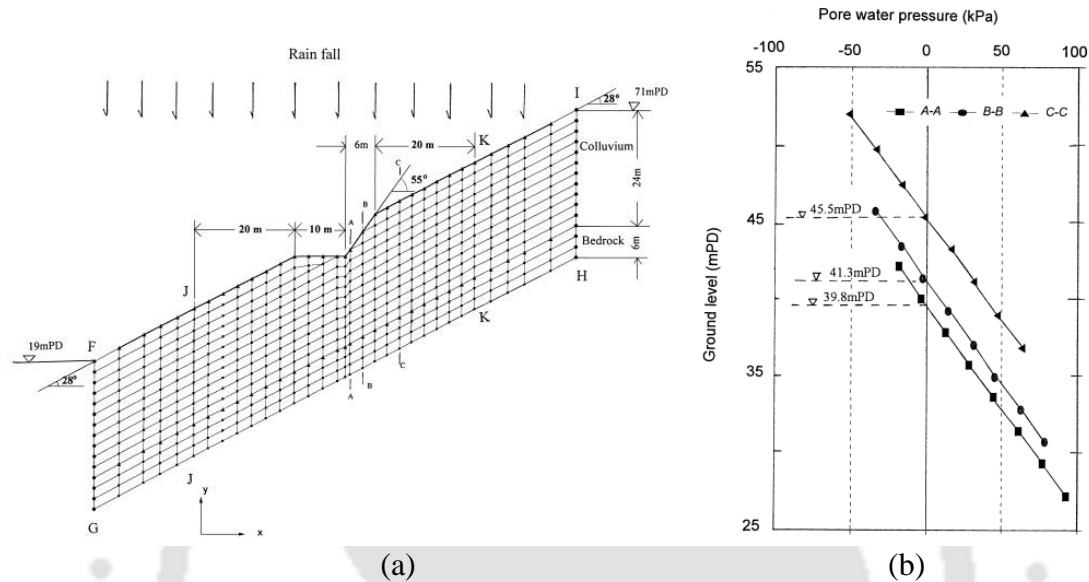 Rain fall
I
28°
71mPD
K
Colluvium
6m
20 m
C
55°
24m
B
A
20 m
10 m
Bedrock
6m
J
H
19mPD
F
K
28°
C
B
A
J
G
y
x
(a)
Pore water pressure (kPa)
-100 -50 0 50 100
55
A-A B-B C-C
45.5mPD
45
41.3mPD
39.8mPD
Ground level (mPD)
35
25
(b)